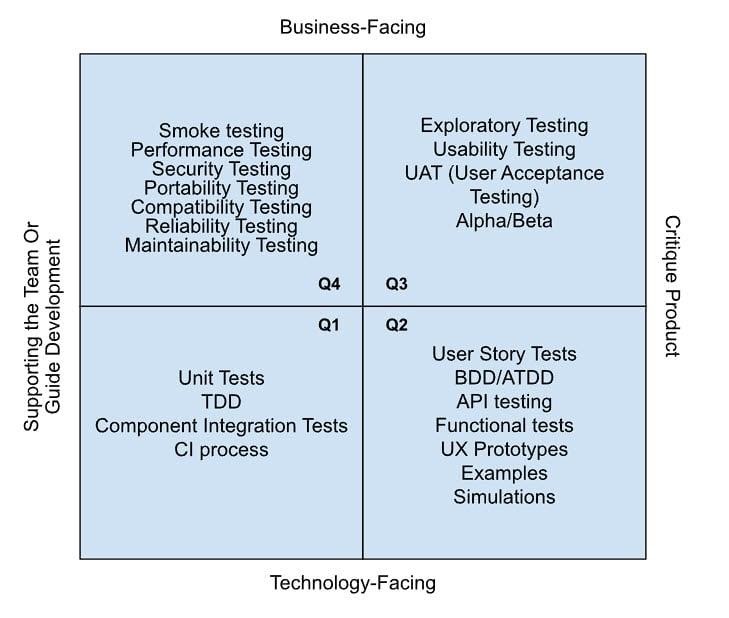 Business-Facing
Smoke testing
Performance Testing
Security Testing
Portability Testing
Compatibility Testing
Reliability Testing
Maintainability Testing
Q4
Exploratory Testing
Usability Testing
UAT (User Acceptance
Testing)
Alpha/Beta
Q3
Supporting the Team Or
Guide Development
Critique Product
Q1
Unit Tests
TDD
Component Integration Tests
CI process
Q2
User Story Tests
BDD/ATDD
API testing
Functional tests
UX Prototypes
Examples
Simulations
Technology-Facing